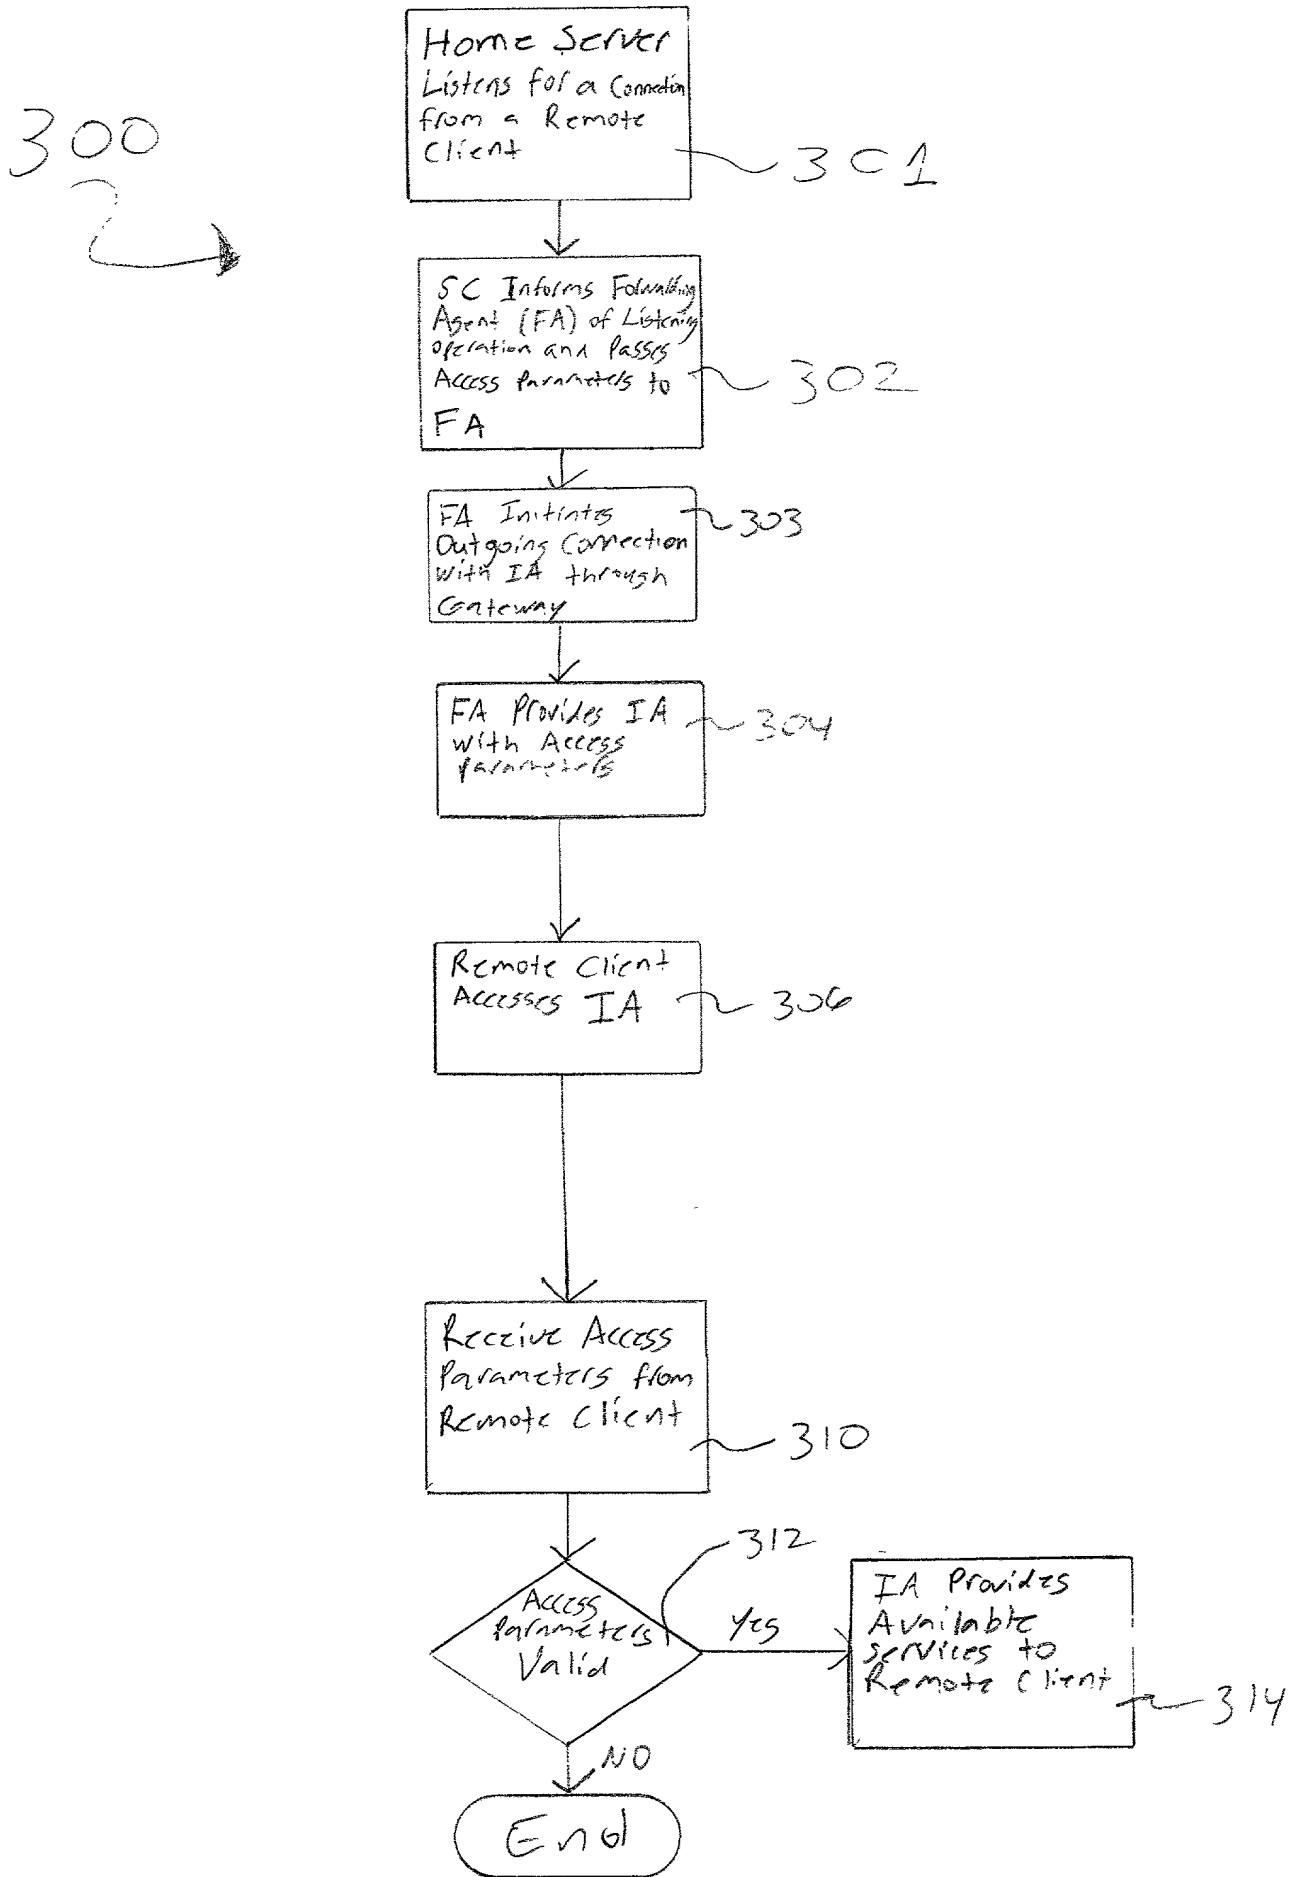 300
Home Server
Listens for a Connection
from a Remote
Client
301
SC Informs Forwarding
Agent (FA) of Listening
operation and Passes
Access Parameters to
FA
302
FA Initiates
Outgoing Connection
with IA through
Gateway
303
FA Provides IA
with Access
parameters
304
Remote Client
Accesses IA
306
Receive Access
Parameters from
Remote Client
310
312
Access
Parameters
Valid
Yes
IA Provides
Available
services to
Remote Client
314
NO
End